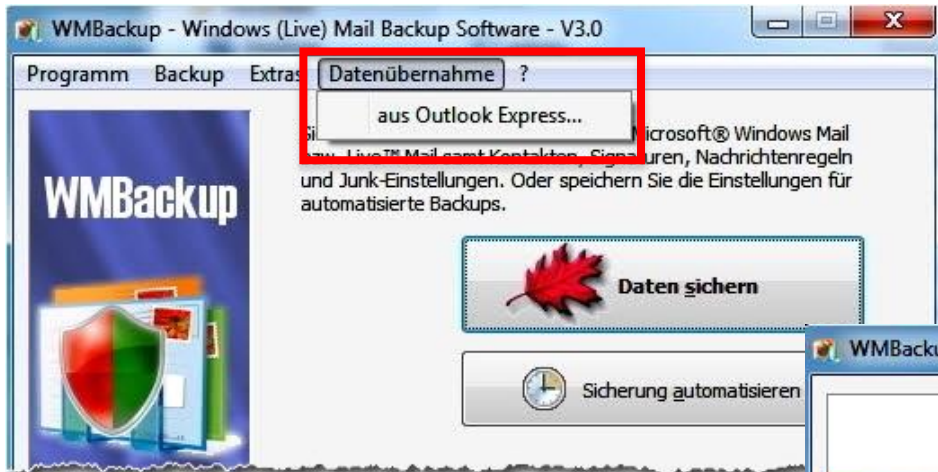 WMBackup - Windows (Live) Mail Backup Software - V3.0
Programm Backup Extras Datenübernahme ?
aus Outlook Express...
Microsoft® Windows Mail
bzw. Live™ Mail samt Kontakten, Signaturen, Nachrichtenregeln
und Junk-Einstellungen. Oder speichern Sie die Einstellungen für
automatisierte Backups.
WMBackup
Daten sichern
Sicherung automatisieren
WMBacku